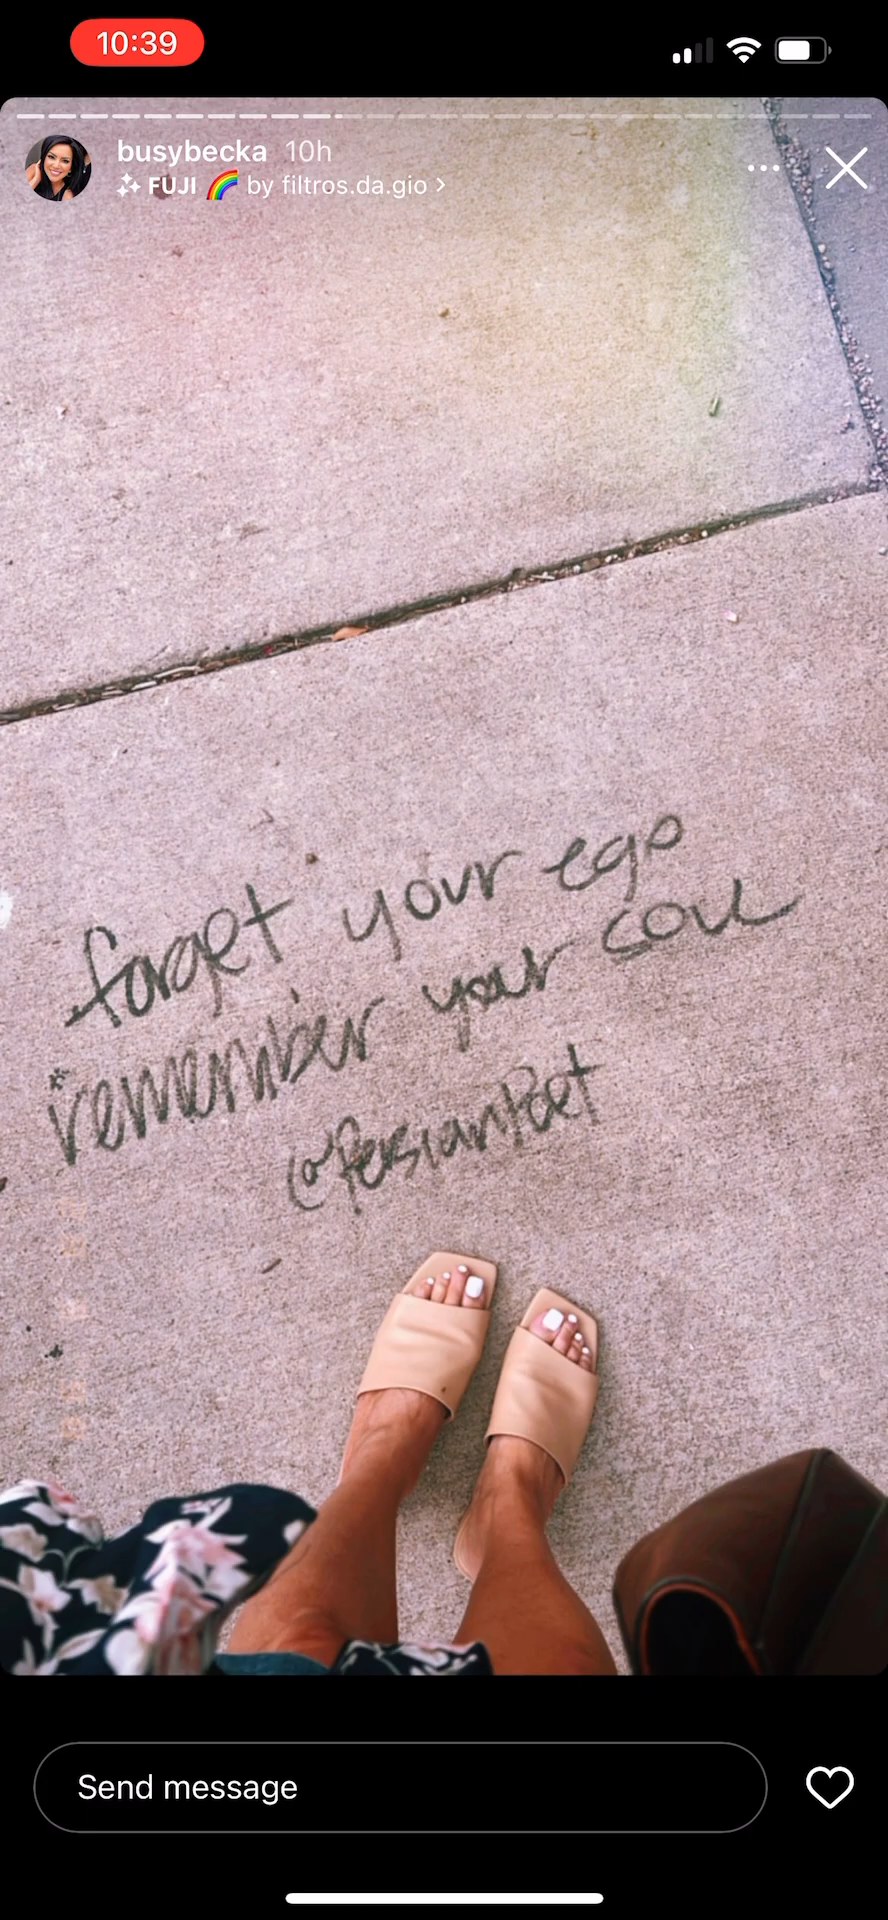 10:39
busybecka 10h
FUJI 🌈 by filtros.da.gio >
forget your ego
remember your soul
@PersianPoet
Send message